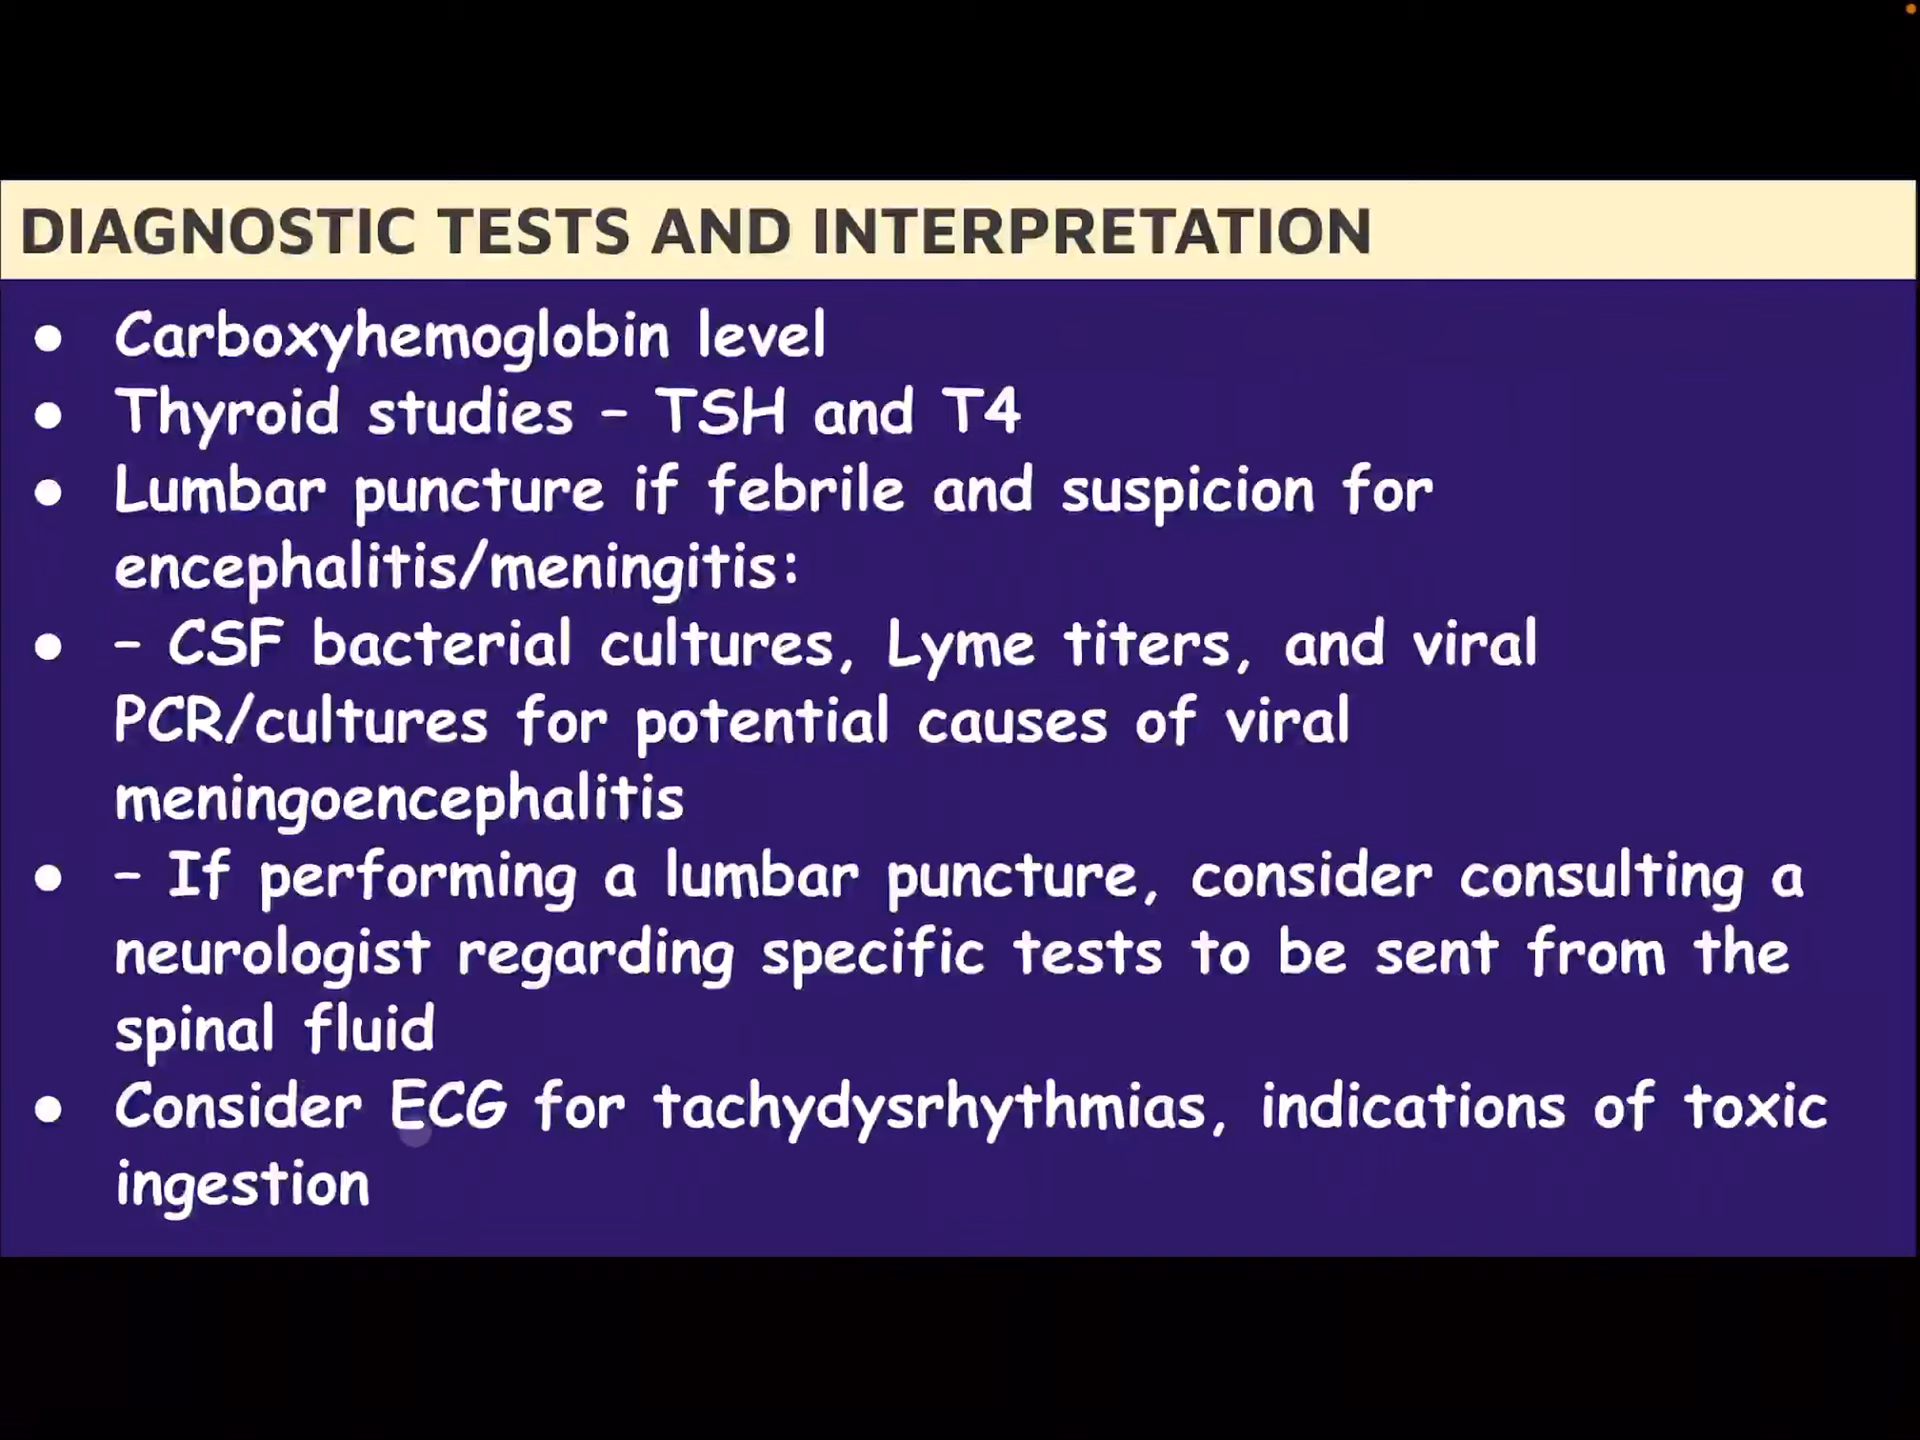 DIAGNOSTIC TESTS AND INTERPRETATION
● Carboxyhemoglobin level
● Thyroid studies – TSH and T4
● Lumbar puncture if febrile and suspicion for
encephalitis/meningitis:
● – CSF bacterial cultures, Lyme titers, and viral
PCR/cultures for potential causes of viral
meningoencephalitis
● – If performing a lumbar puncture, consider consulting a
neurologist regarding specific tests to be sent from the
spinal fluid
● Consider ECG for tachydysrhythmias, indications of toxic
ingestion